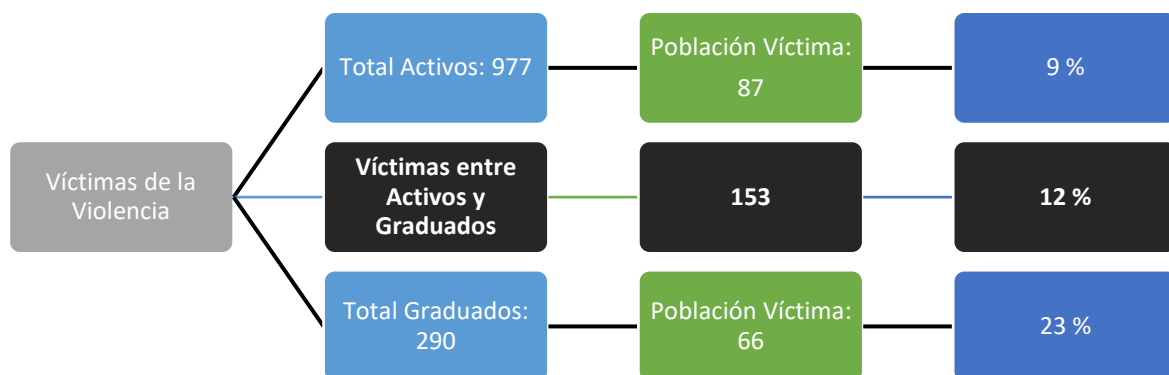 Víctimas de la
Violencia
Total Activos: 977
Población Víctima:
87
9 %
Víctimas entre
Activos y
Graduados
153
12 %
Total Graduados:
290
Población Víctima:
66
23 %